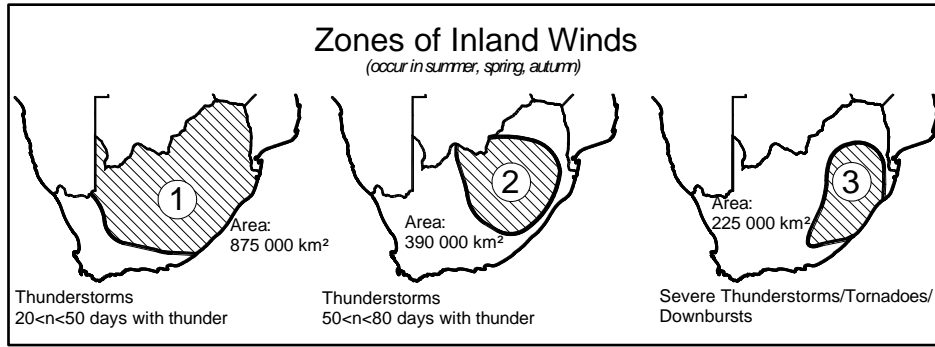 Zones of Inland Winds
(occur in summer, spring, autumn)
1
Area:
875 000 km²
Thunderstorms
20<n<50 days with thunder
2
Area:
390 000 km²
Thunderstorms
50<n<80 days with thunder
3
Area:
225 000 km²
Severe Thunderstorms/Tornadoes/
Downbursts